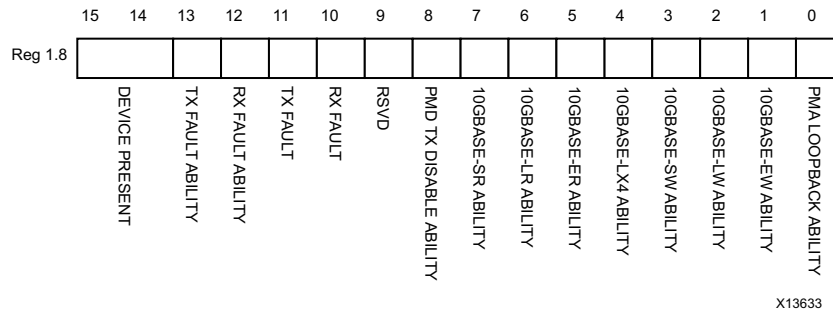 15 14 13 12 11 10 9 8 7 6 5 4 3 2 1 0
Reg 1.8
DEVICE PRESENT
TX FAULT ABILITY
RX FAULT ABILITY
TX FAULT
RX FAULT
RSVD
PMD TX DISABLE ABILITY
10GBASE-SR ABILITY
10GBASE-LR ABILITY
10GBASE-ER ABILITY
10GBASE-LX4 ABILITY
10GBASE-SW ABILITY
10GBASE-LW ABILITY
10GBASE-EW ABILITY
PMA LOOPBACK ABILITY
X13633